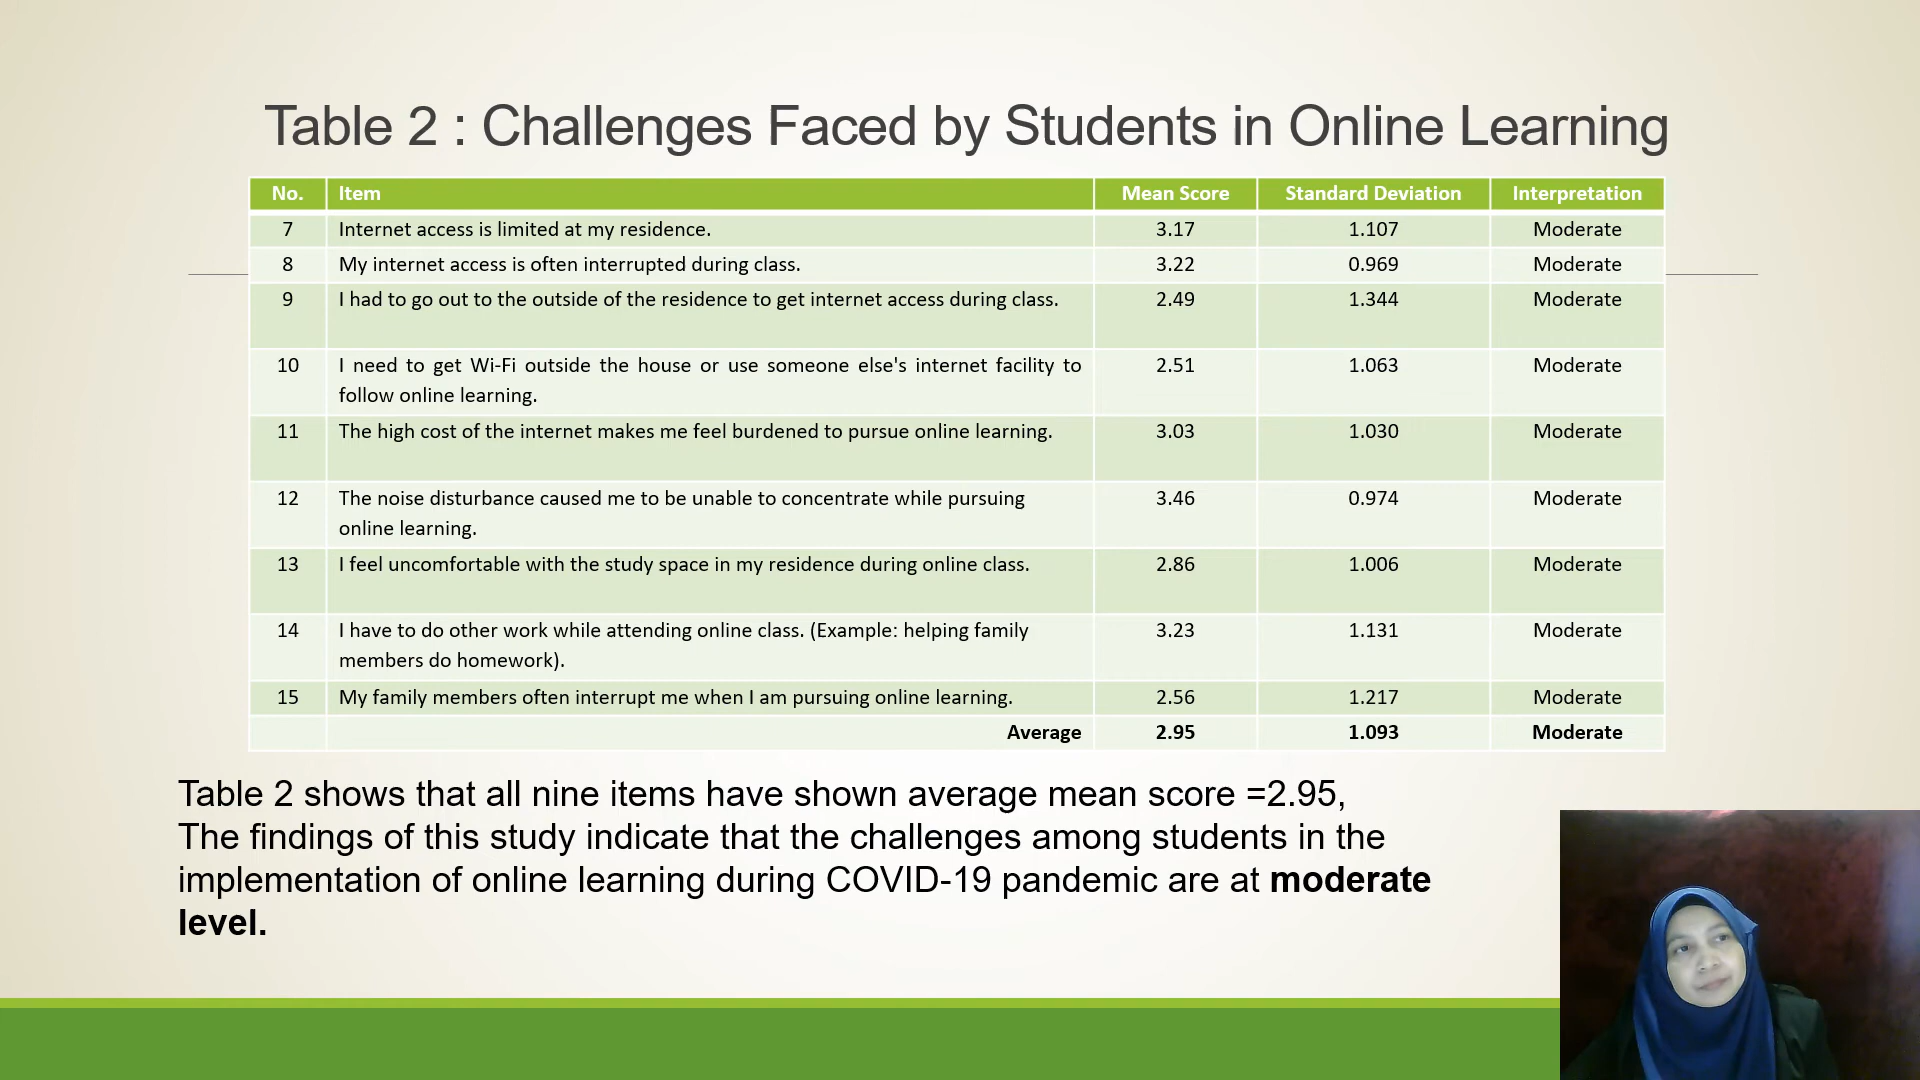 Table 2 : Challenges Faced by Students in Online Learning
No. Item Mean Score Standard Deviation Interpretation
7 Internet access is limited at my residence. 3.17 1.107 Moderate
8 My internet access is often interrupted during class. 3.22 0.969 Moderate
9 I had to go out to the outside of the residence to get internet access during class. 2.49 1.344 Moderate
10 I need to get Wi-Fi outside the house or use someone else's internet facility to 2.51 1.063 Moderate
follow online learning.
11 The high cost of the internet makes me feel burdened to pursue online learning. 3.03 1.030 Moderate
12 The noise disturbance caused me to be unable to concentrate while pursuing 3.46 0.974 Moderate
online learning.
13 I feel uncomfortable with the study space in my residence during online class. 2.86 1.006 Moderate
14 I have to do other work while attending online class. (Example: helping family 3.23 1.131 Moderate
members do homework).
15 My family members often interrupt me when I am pursuing online learning. 2.56 1.217 Moderate
Average 2.95 1.093 Moderate
Table 2 shows that all nine items have shown average mean score =2.95,
The findings of this study indicate that the challenges among students in the
implementation of online learning during COVID-19 pandemic are at moderate
level.